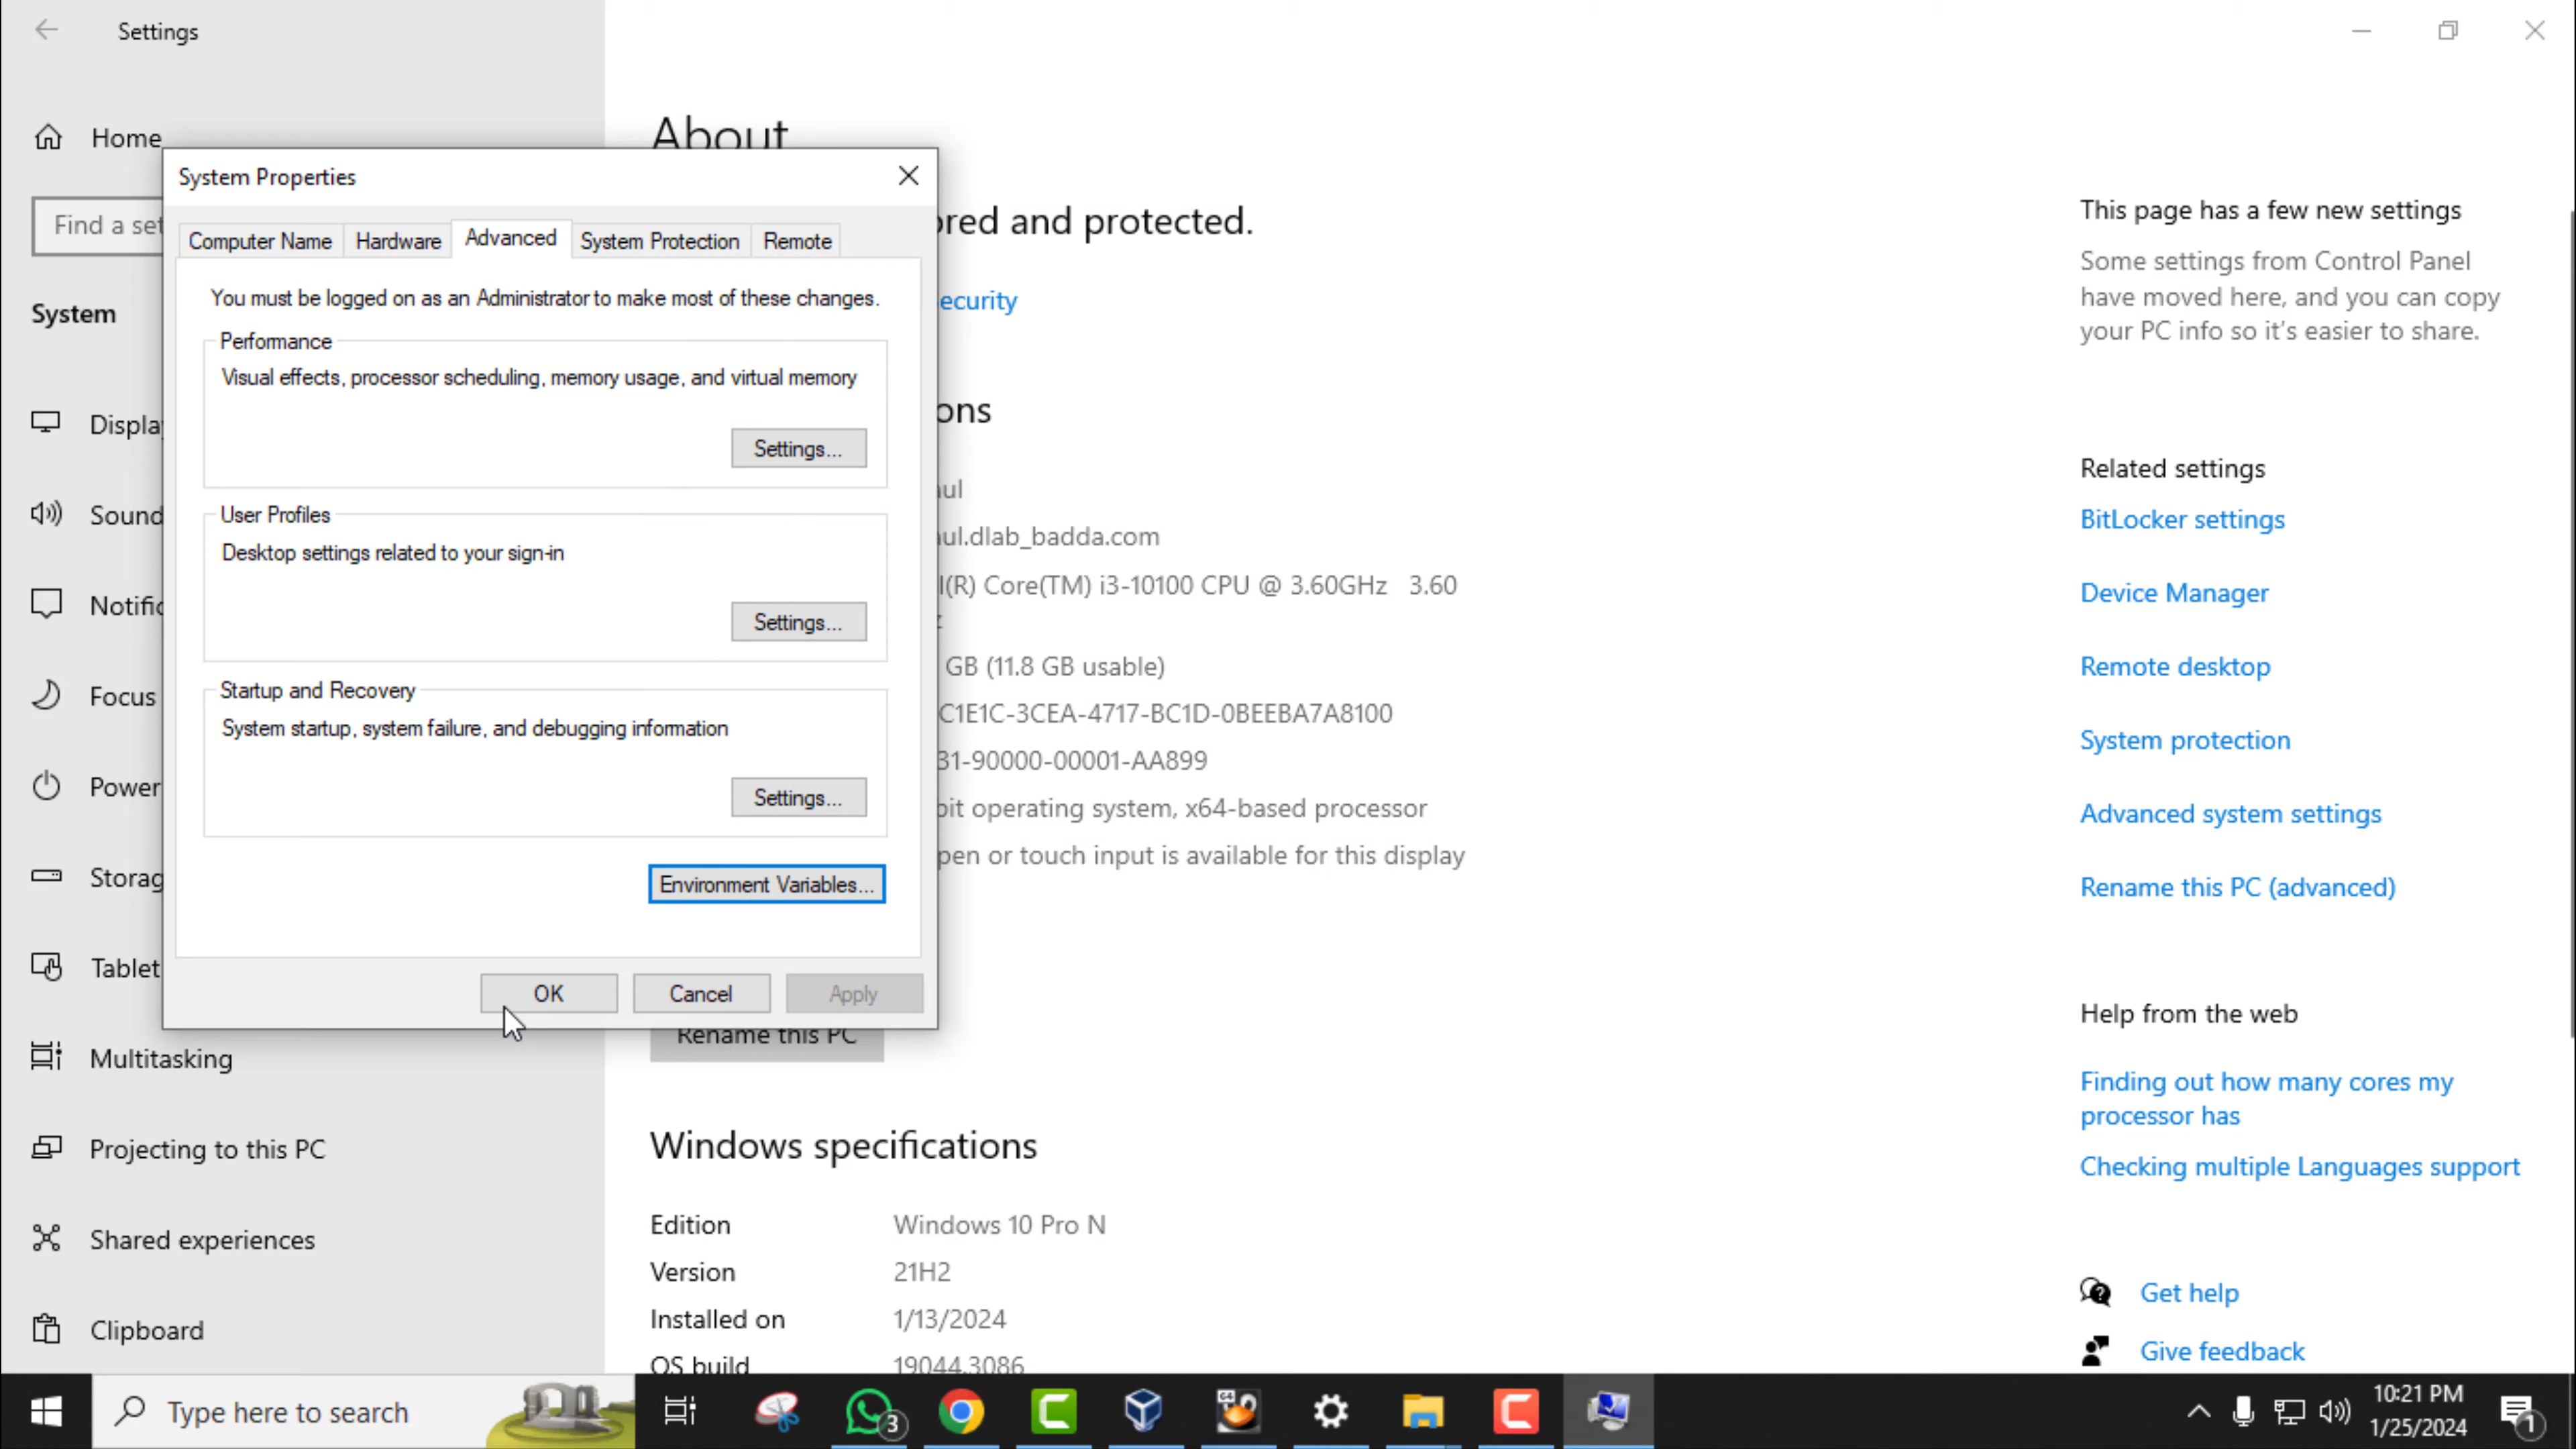 Settings
Home
Find a set
System
Display
Sound
Notific
Focus
Power
Storag
Tablet
Multitasking
Projecting to this PC
Shared experiences
Clipboard
System Properties
Computer Name
Hardware
Advanced
System Protection
Remote
You must be logged on as an Administrator to make most of these changes.
Performance
Visual effects, processor scheduling, memory usage, and virtual memory
Settings...
User Profiles
Desktop settings related to your sign-in
Settings...
Startup and Recovery
System startup, system failure, and debugging information
Settings...
Environment Variables...
OK
Cancel
Apply
About
ored and protected.
ecurity
ons
aul
aul.dlab_badda.com
l(R) Core(TM) i3-10100 CPU @ 3.60GHz 3.60
z
GB (11.8 GB usable)
C1E1C-3CEA-4717-BC1D-0BEEBA7A8100
31-90000-00001-AA899
bit operating system, x64-based processor
pen or touch input is available for this display
Rename this PC
Windows specifications
Edition Windows 10 Pro N
Version 21H2
Installed on 1/13/2024
OS build 19044.3086
This page has a few new settings
Some settings from Control Panel
have moved here, and you can copy
your PC info so it's easier to share.
Related settings
BitLocker settings
Device Manager
Remote desktop
System protection
Advanced system settings
Rename this PC (advanced)
Help from the web
Finding out how many cores my
processor has
Checking multiple Languages support
Get help
Give feedback
Type here to search
3
10:21 PM
1/25/2024
1